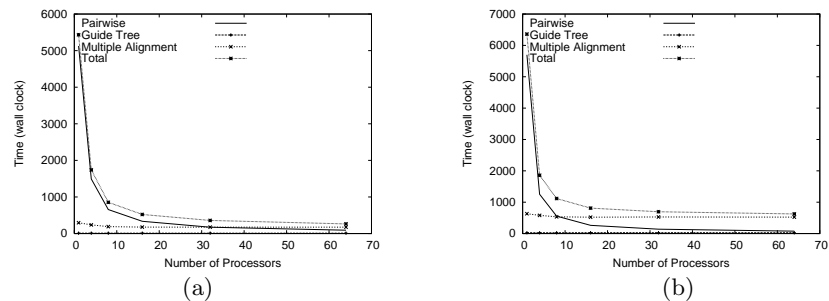 6000
5000
4000
3000
2000
1000
0
Time (wall clock)
Pairwise
Guide Tree
Multiple Alignment
Total
0 10 20 30 40 50 60 70
Number of Processors
(a)
7000
6000
5000
4000
3000
2000
1000
0
Time (wall clock)
Pairwise
Guide Tree
Multiple Alignment
Total
0 10 20 30 40 50 60 70
Number of Processors
(b)